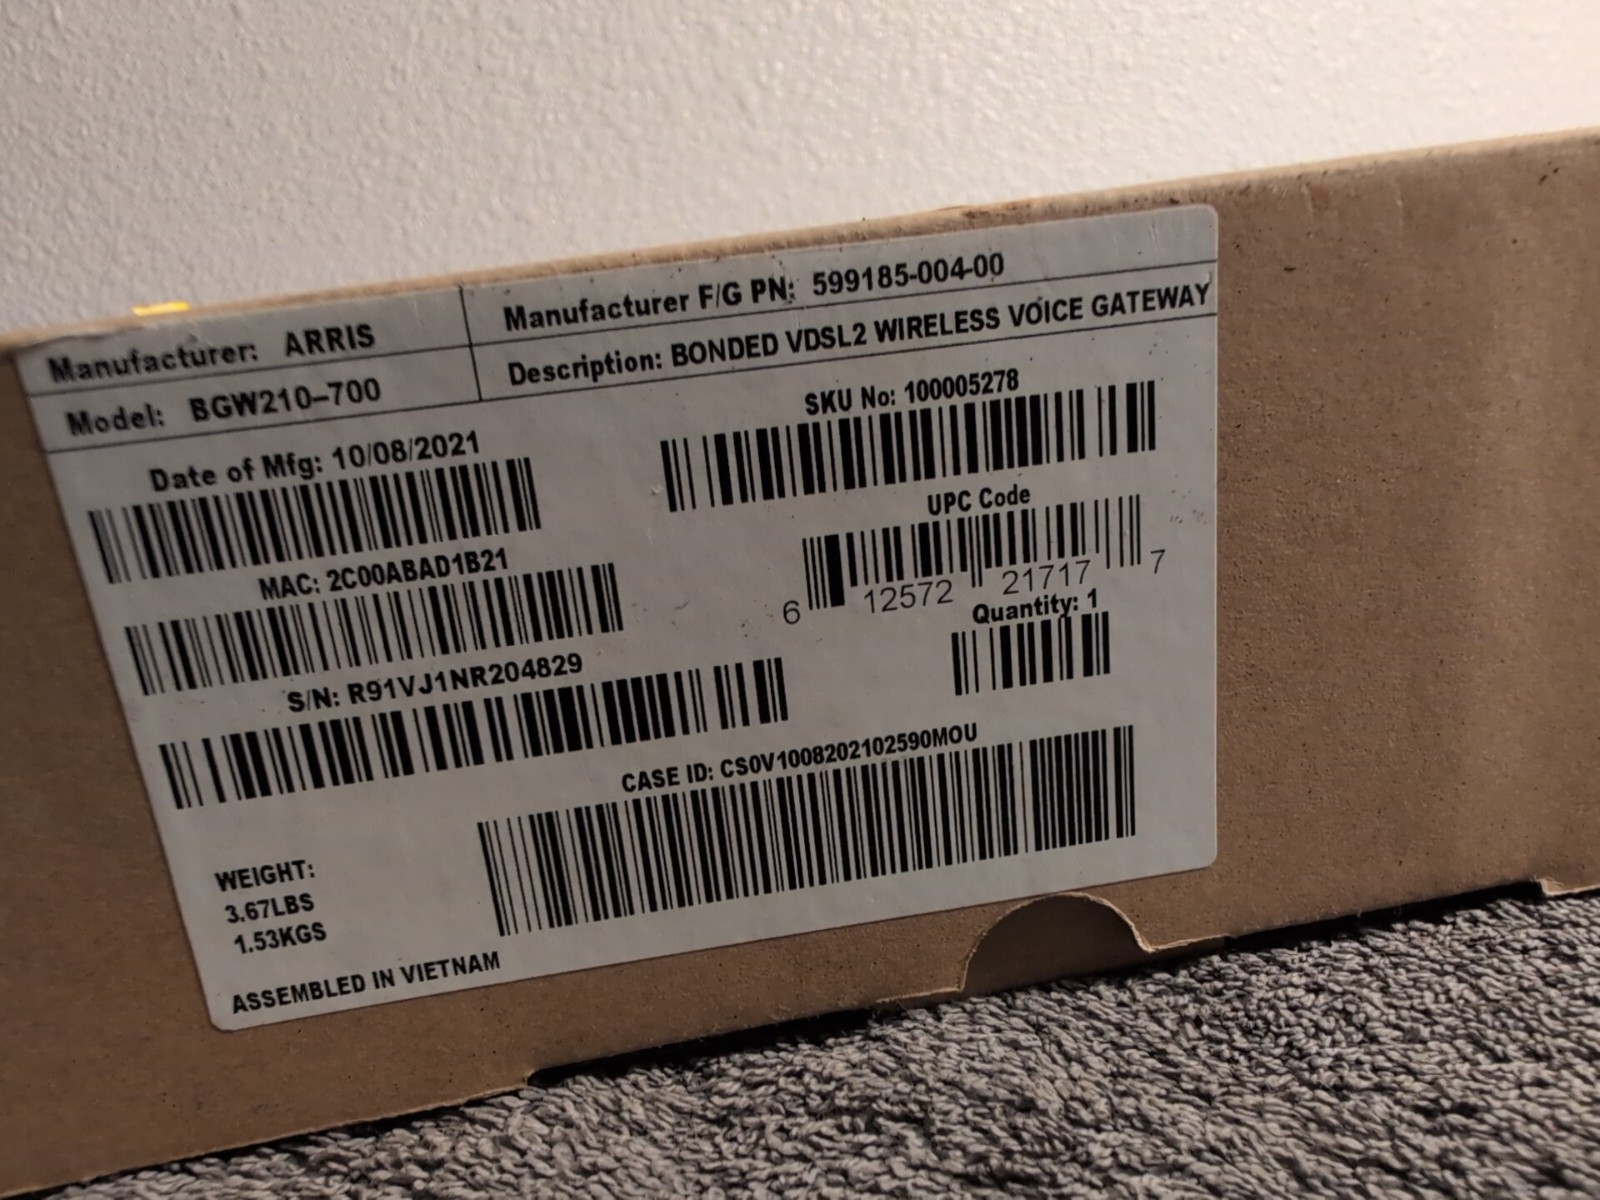 Manufacturer: ARRIS
Manufacturer F/G PN: 599185-004-00
Model: BGW210-700
Description: BONDED VDSL2 WIRELESS VOICE GATEWAY
Date of Mfg: 10/08/2021
SKU No: 100005278
MAC: 2C00ABAD1B21
UPC Code
6 12572 21717 7
S/N: R91VJ1NR204829
Quantity: 1
CASE ID: CS0V1008202102590MOU
WEIGHT:
3.67LBS
1.53KGS
ASSEMBLED IN VIETNAM